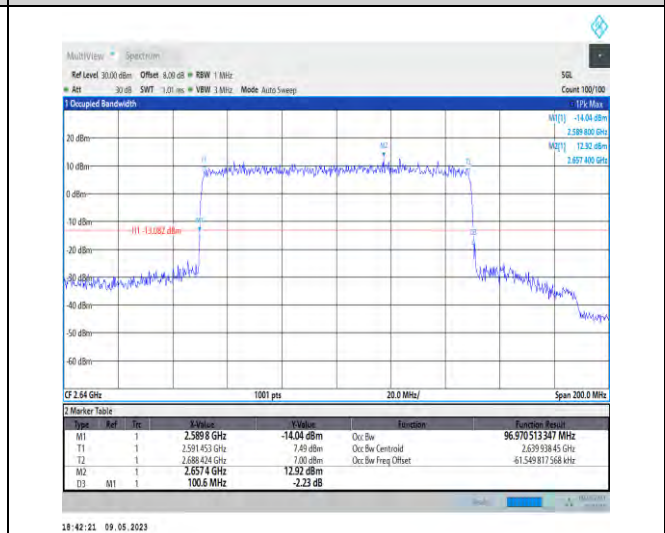 MultiView Spectrum
Ref Level 30.00 dBm Offset 8.00 dB RBW 1 MHz SGL
Att 30 dB SWT 1.01 ms VBW 3 MHz Mode Auto Sweep Count 100/100
1 Occupied Bandwidth 1Pk Max
M1[1] -14.04 dBm
2.589 800 GHz
M2[1] 12.92 dBm
2.657 400 GHz
20 dBm
M2
T1 T2
10 dBm
0 dBm
-10 dBm
M1
H1 -13.082 dBm
D3
-20 dBm
-30 dBm
-40 dBm
-50 dBm
-60 dBm
CF 2.64 GHz 1001 pts 20.0 MHz/ Span 200.0 MHz
2 Marker Table
Type Ref Trc X-Value Y-Value Function Function Result
M1 1 2.589 8 GHz -14.04 dBm Occ Bw 96.970 513 347 MHz
T1 1 2.591 453 GHz 7.49 dBm Occ Bw Centroid 2.639 938 45 GHz
T2 1 2.688 424 GHz 7.00 dBm Occ Bw Freq Offset -61.549 817 568 kHz
M2 1 2.657 4 GHz 12.92 dBm
D3 M1 1 100.6 MHz -2.23 dB
18:42:21 09.05.2023